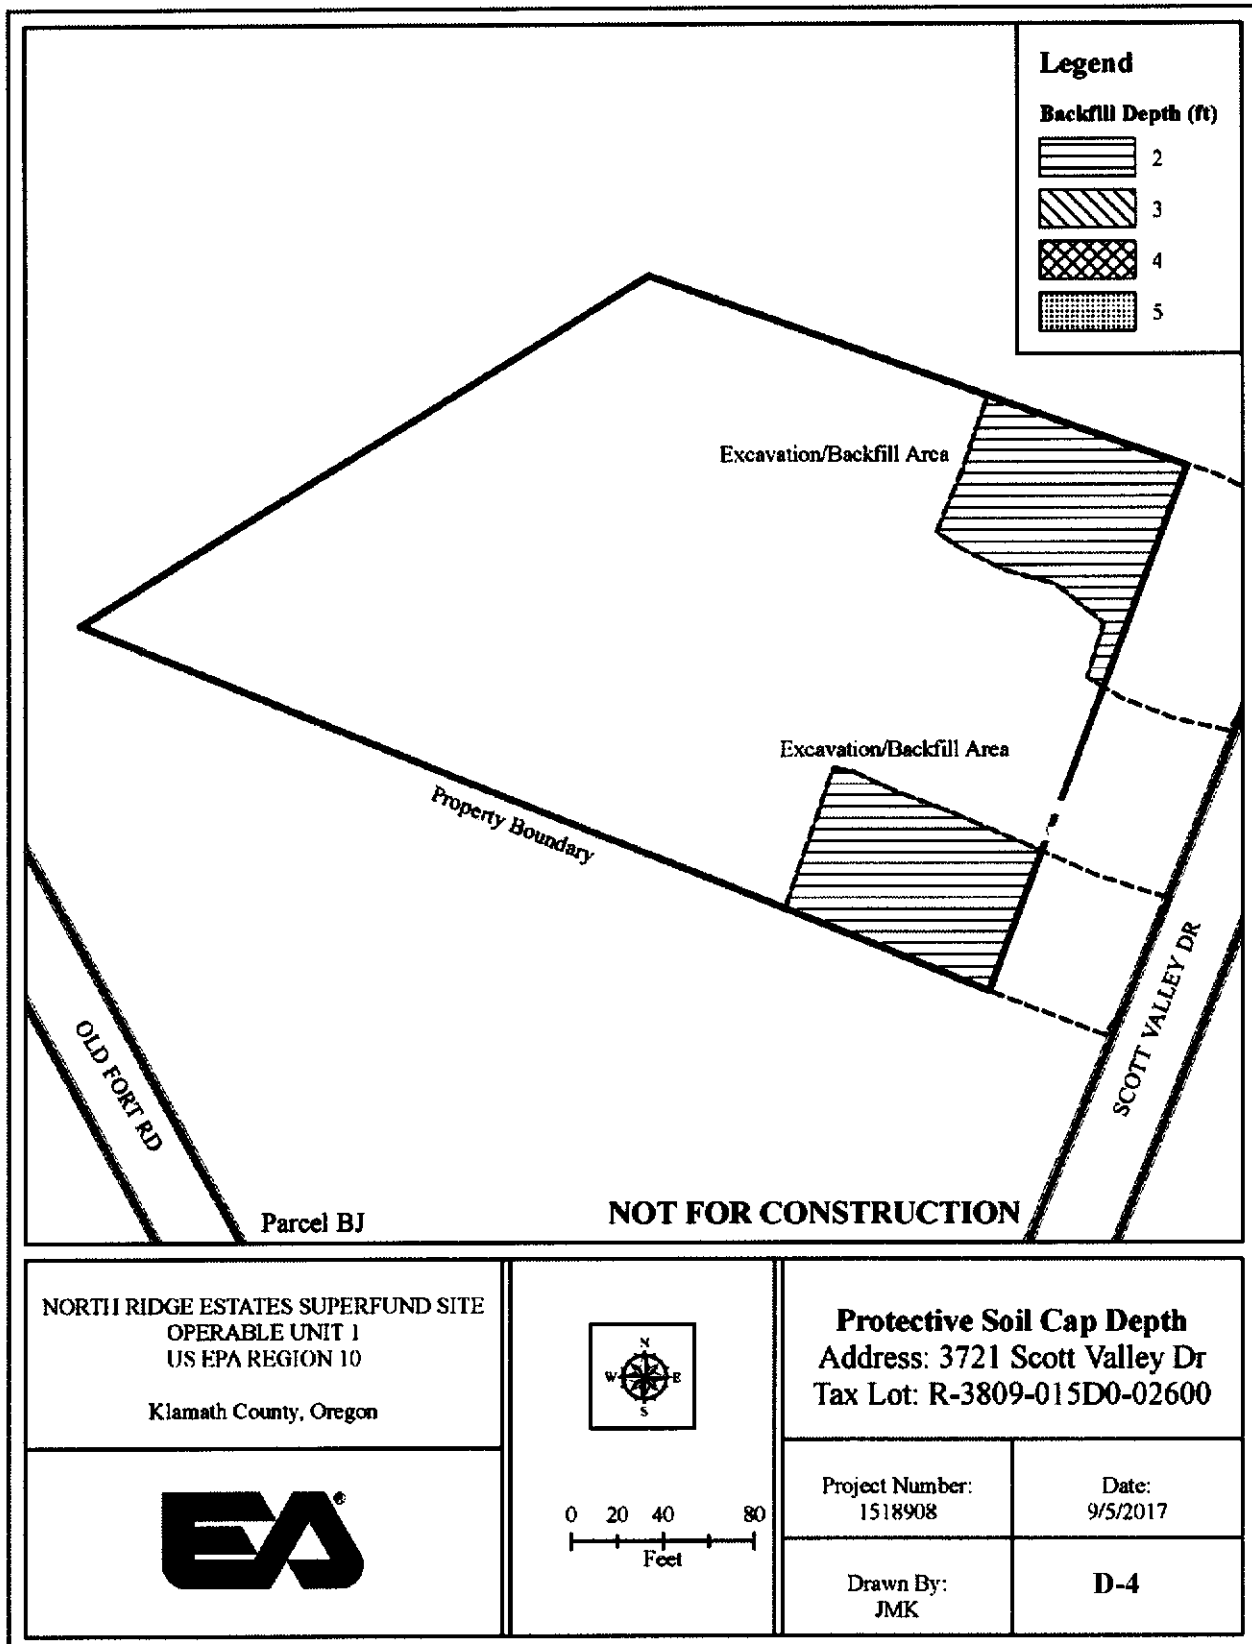 Legend
Backfill Depth (ft)
2
3
4
5
Excavation/Backfill Area
Excavation/Backfill Area
Property Boundary
OLD FORT RD
SCOTT VALLEY DR
Parcel BJ
NOT FOR CONSTRUCTION
NORTH RIDGE ESTATES SUPERFUND SITE
OPERABLE UNIT 1
US EPA REGION 10
Klamath County, Oregon
EA®
N
W E
S
0 20 40 80
Feet
Protective Soil Cap Depth
Address: 3721 Scott Valley Dr
Tax Lot: R-3809-015D0-02600
Project Number:
1518908
Date:
9/5/2017
Drawn By:
JMK
D-4